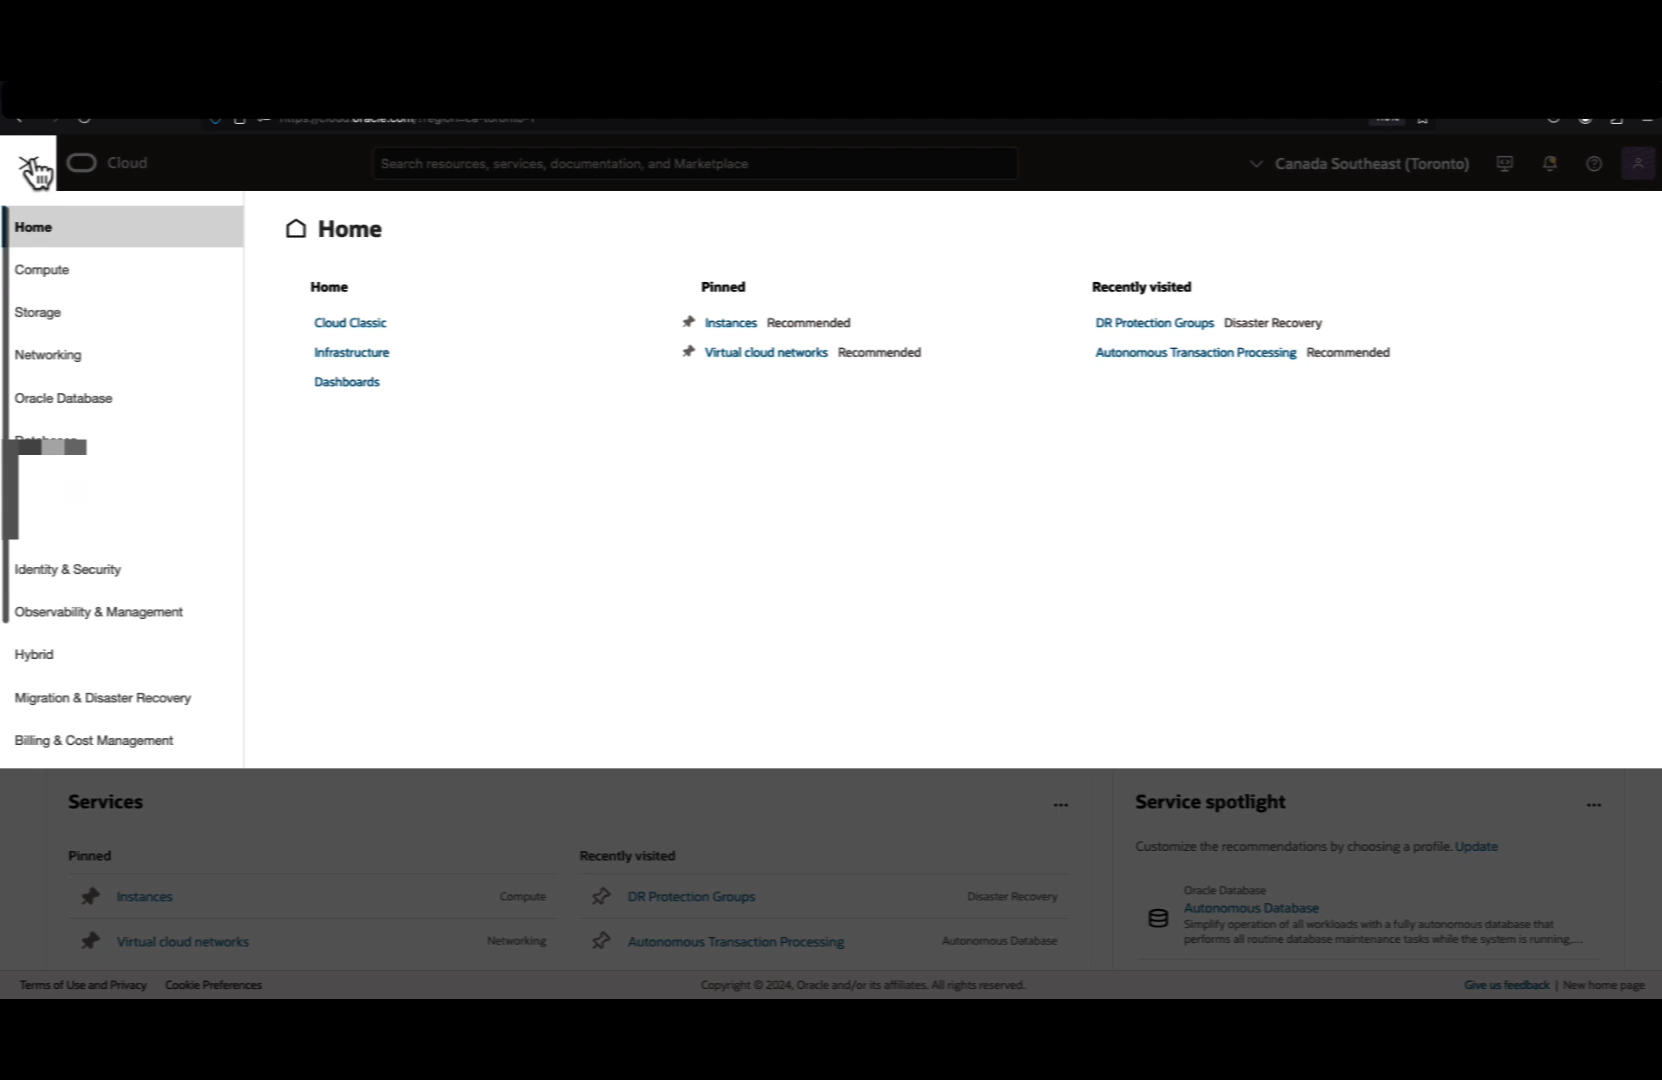 Cloud
Search resources, services, documentation, and Marketplace
Canada Southeast (Toronto)
Home
Compute
Storage
Networking
Oracle Database
Identity & Security
Observability & Management
Hybrid
Migration & Disaster Recovery
Billing & Cost Management
Home
Home
Cloud Classic
Infrastructure
Dashboards
Pinned
Instances Recommended
Virtual cloud networks Recommended
Recently visited
DR Protection Groups Disaster Recovery
Autonomous Transaction Processing Recommended
Services
Pinned
Instances Compute
Virtual cloud networks Networking
Recently visited
DR Protection Groups Disaster Recovery
Autonomous Transaction Processing Autonomous Database
Service spotlight
Customize the recommendations by choosing a profile. Update
Oracle Database
Autonomous Database
Simplify operation of all workloads with a fully autonomous database that
performs all routine database maintenance tasks while the system is running,...
Terms of Use and Privacy Cookie Preferences
Copyright © 2024, Oracle and/or its affiliates. All rights reserved.
Give us feedback | New home page